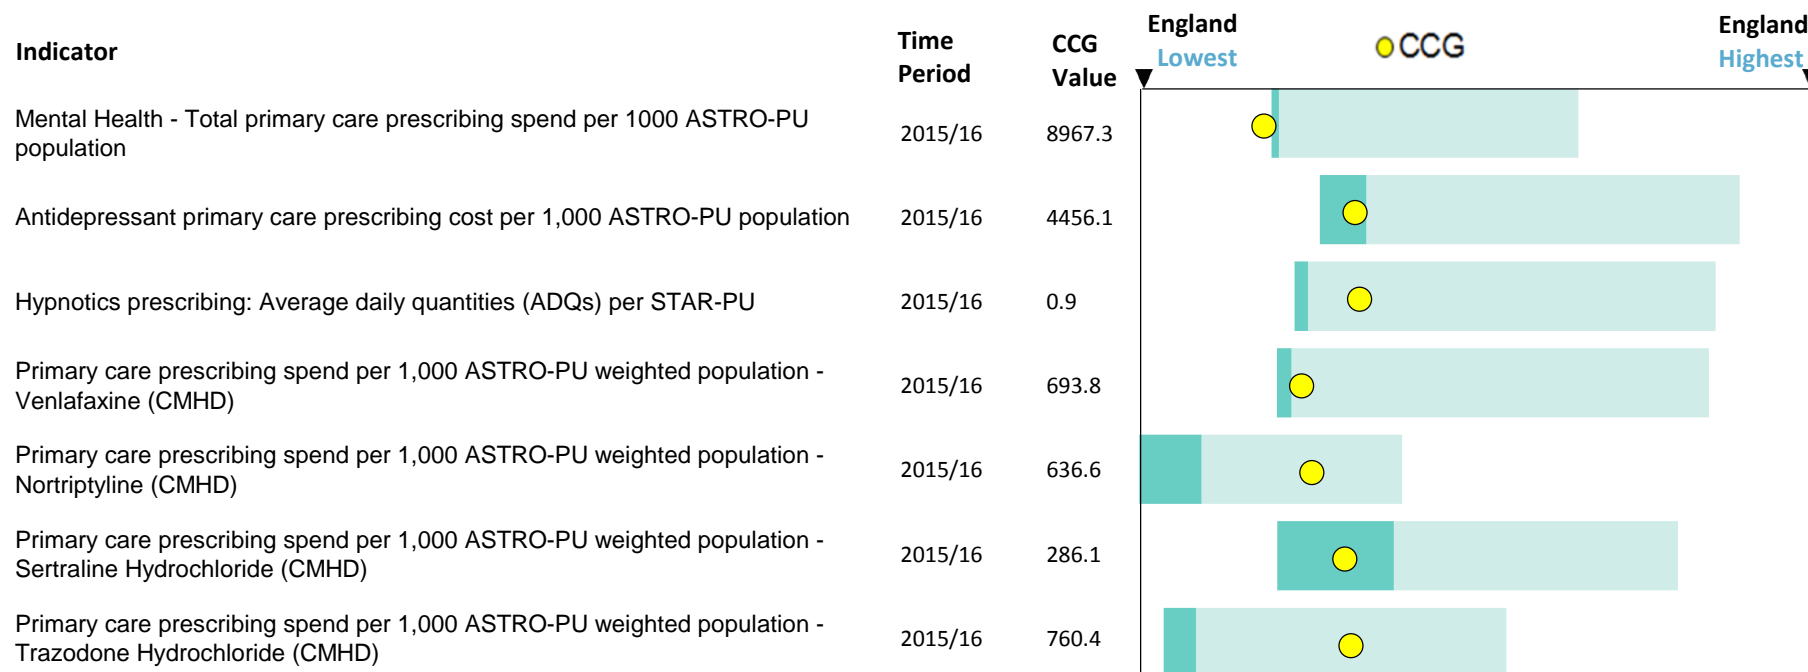 Indicator
Time Period
CCG Value
England Lowest
CCG
England Highest
Mental Health - Total primary care prescribing spend per 1000 ASTRO-PU
population
2015/16
8967.3
Antidepressant primary care prescribing cost per 1,000 ASTRO-PU population
2015/16
4456.1
Hypnotics prescribing: Average daily quantities (ADQs) per STAR-PU
2015/16
0.9
Primary care prescribing spend per 1,000 ASTRO-PU weighted population -
Venlafaxine (CMHD)
2015/16
693.8
Primary care prescribing spend per 1,000 ASTRO-PU weighted population -
Nortriptyline (CMHD)
2015/16
636.6
Primary care prescribing spend per 1,000 ASTRO-PU weighted population -
Sertraline Hydrochloride (CMHD)
2015/16
286.1
Primary care prescribing spend per 1,000 ASTRO-PU weighted population -
Trazodone Hydrochloride (CMHD)
2015/16
760.4